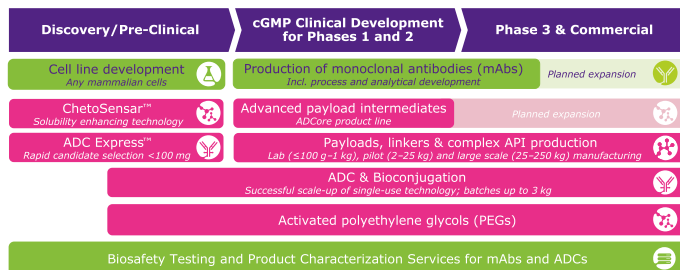 Discovery/Pre-Clinical
cGMP Clinical Development
for Phases 1 and 2
Phase 3 & Commercial
Cell line development
Any mammalian cells
Production of monoclonal antibodies (mAbs)
Incl. process and analytical development
Planned expansion
ChetoSensar™
Solubility enhancing technology
Advanced payload intermediates
ADCore product line
Planned expansion
ADC Express™
Rapid candidate selection <100 mg
Payloads, linkers & complex API production
Lab (≤100 g–1 kg), pilot (2–25 kg) and large scale (25–250 kg) manufacturing
ADC & Bioconjugation
Successful scale-up of single-use technology; batches up to 3 kg
Activated polyethylene glycols (PEGs)
Biosafety Testing and Product Characterization Services for mAbs and ADCs